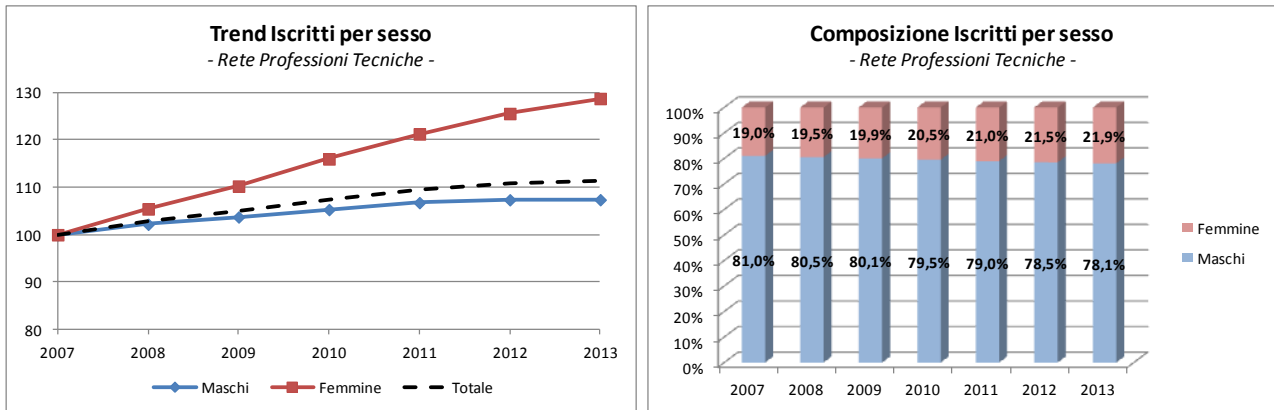 Trend Iscritti per sesso
- Rete Professioni Tecniche -
130
120
110
100
90
80
2007 2008 2009 2010 2011 2012 2013
Maschi Femmine Totale
Composizione Iscritti per sesso
- Rete Professioni Tecniche -
100%
90%
80%
70%
60%
50%
40%
30%
20%
10%
0%
19,0% 19,5% 19,9% 20,5% 21,0% 21,5% 21,9%
81,0% 80,5% 80,1% 79,5% 79,0% 78,5% 78,1%
2007 2008 2009 2010 2011 2012 2013
Femmine
Maschi